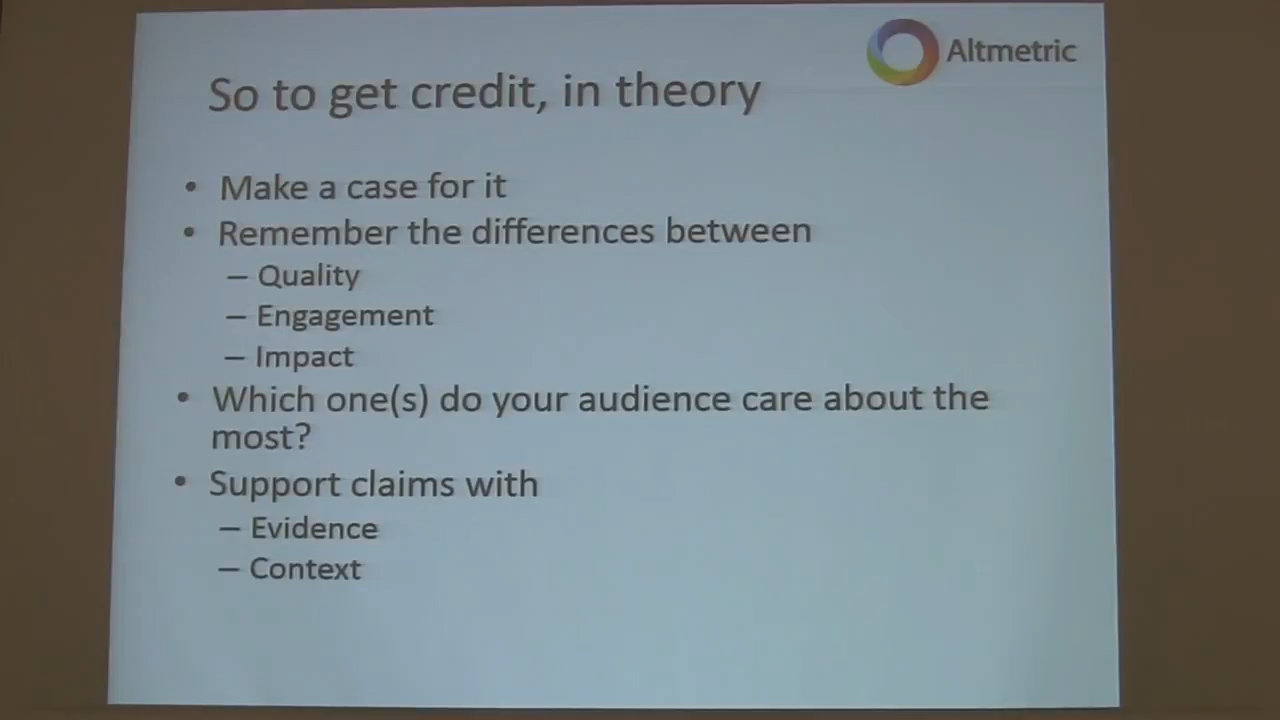 Altmetric
So to get credit, in theory
• Make a case for it
• Remember the differences between
– Quality
– Engagement
– Impact
• Which one(s) do your audience care about the
most?
• Support claims with
– Evidence
– Context